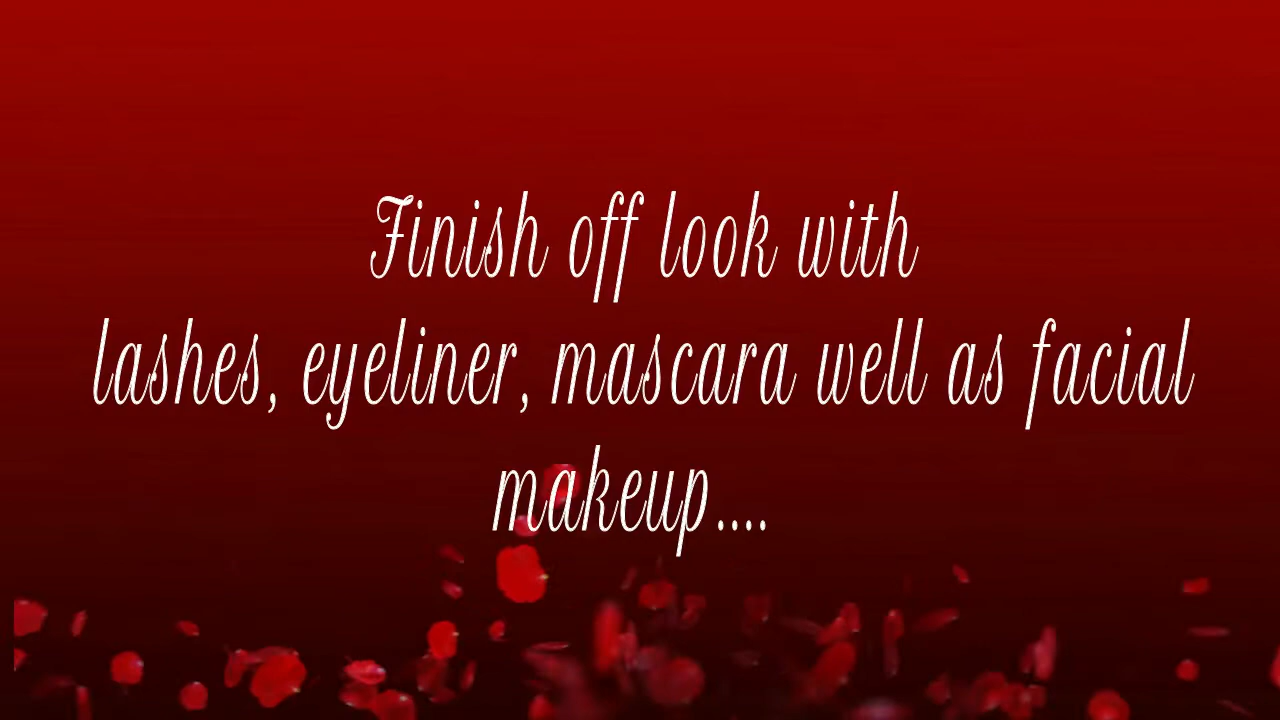 Finish off look with
lashes, eyeliner, mascara well as facial
makeup....